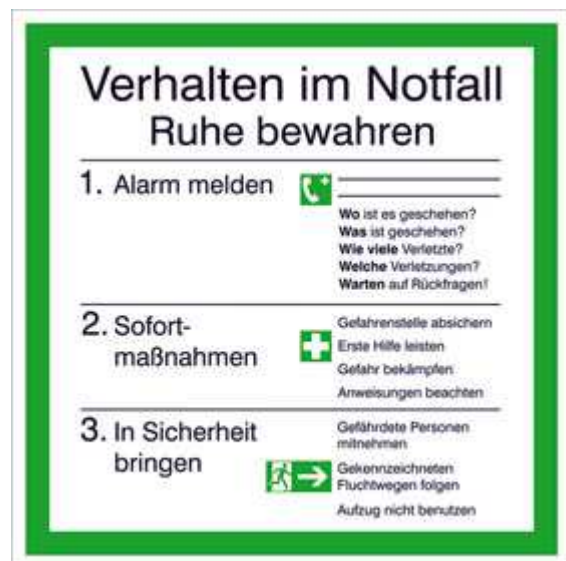 Verhalten im Notfall
Ruhe bewahren
1. Alarm melden
Wo ist es geschehen?
Was ist geschehen?
Wie viele Verletzte?
Welche Verletzungen?
Warten auf Rückfragen!
2. Sofort-
maßnahmen
Gefahrenstelle absichern
Erste Hilfe leisten
Gefahr bekämpfen
Anweisungen beachten
3. In Sicherheit
bringen
Gefährdete Personen
mitnehmen
Gekennzeichneten
Fluchtwegen folgen
Aufzug nicht benutzen